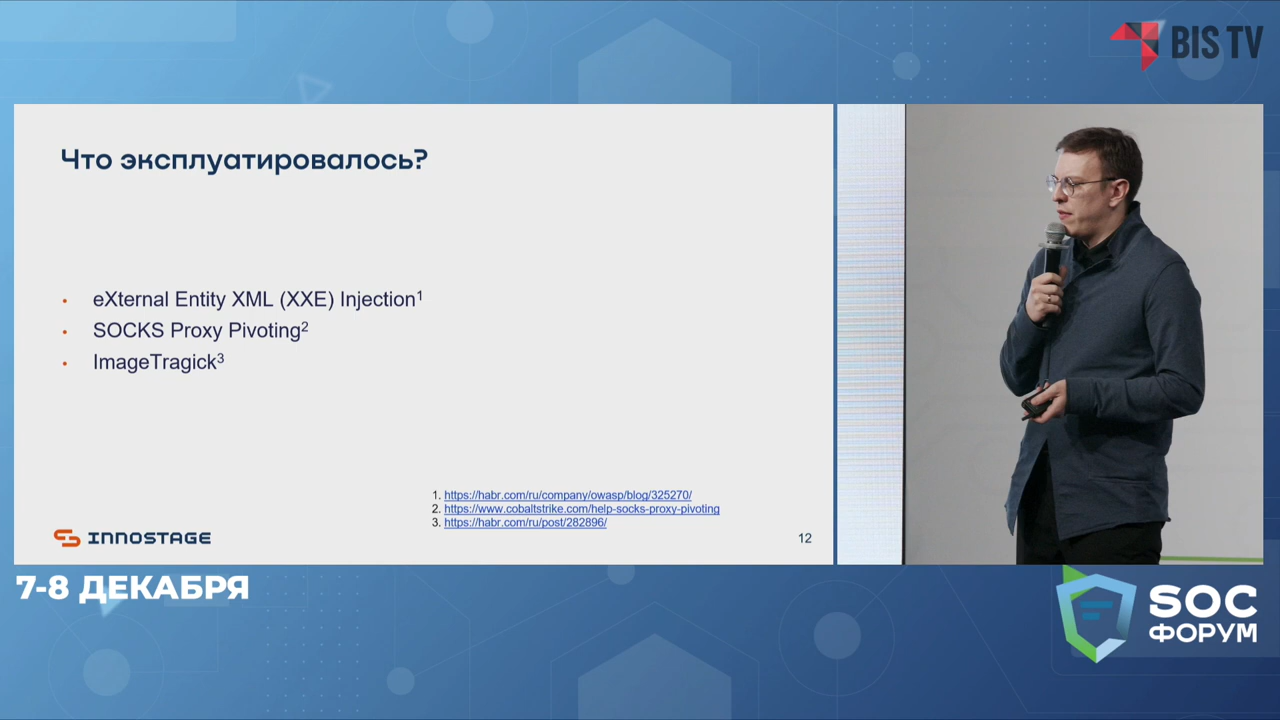 BIS TV
Что эксплуатировалось?
• eXternal Entity XML (XXE) Injection¹
• SOCKS Proxy Pivoting²
• ImageTragick³
1. https://habr.com/ru/company/owasp/blog/325270/
2. https://www.cobaltstrike.com/help-socks-proxy-pivoting
3. https://habr.com/ru/post/282896/
INNOSTAGE
12
7-8 ДЕКАБРЯ
SOC
ФОРУМ